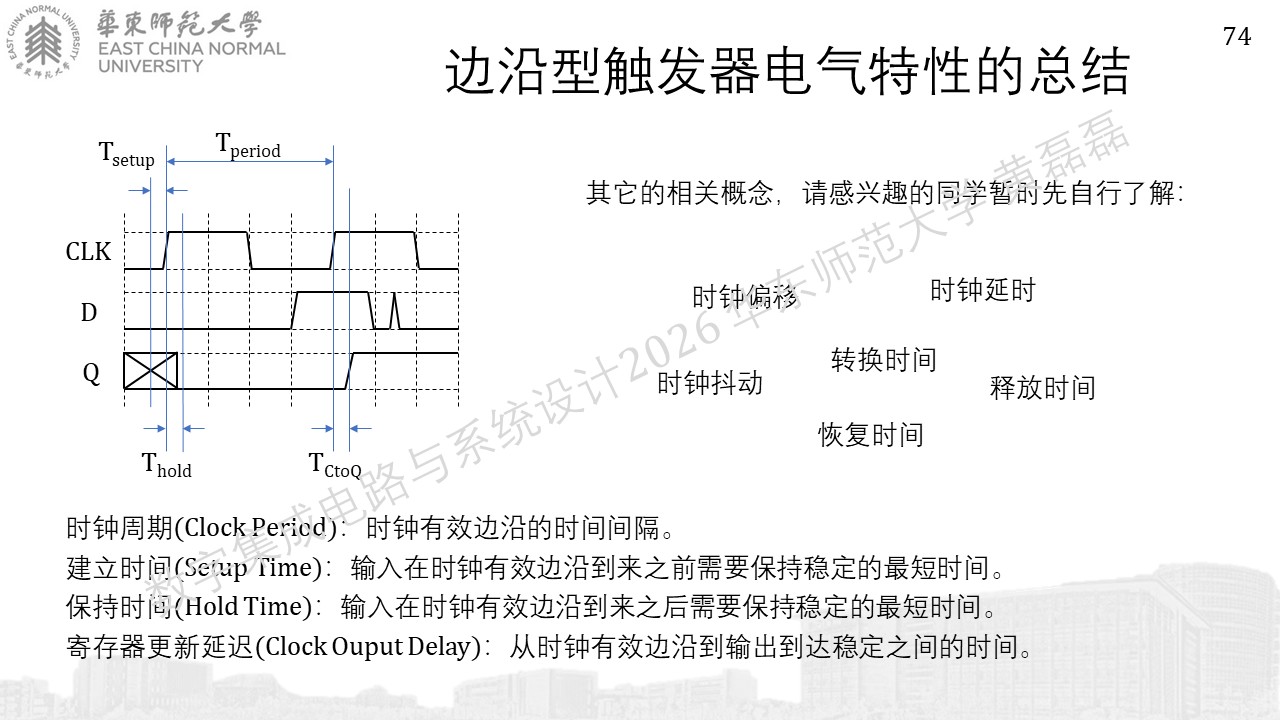 74
華東師範大學
EAST CHINA NORMAL
UNIVERSITY
EAST CHINA NORMAL UNIVERSITY
華東師範大學
边沿型触发器电气特性的总结
Tsetup
Tperiod
CLK
D
Q
Thold
TCtoQ
其它的相关概念，请感兴趣的同学暂时先自行了解：
时钟偏移
时钟延时
转换时间
时钟抖动
释放时间
恢复时间
时钟周期(Clock Period)：时钟有效边沿的时间间隔。
建立时间(Setup Time)：输入在时钟有效边沿到来之前需要保持稳定的最短时间。
保持时间(Hold Time)：输入在时钟有效边沿到来之后需要保持稳定的最短时间。
寄存器更新延迟(Clock Ouput Delay)：从时钟有效边沿到输出到达稳定之间的时间。
数字集成电路与系统设计2026 华东师范大学 黄磊磊